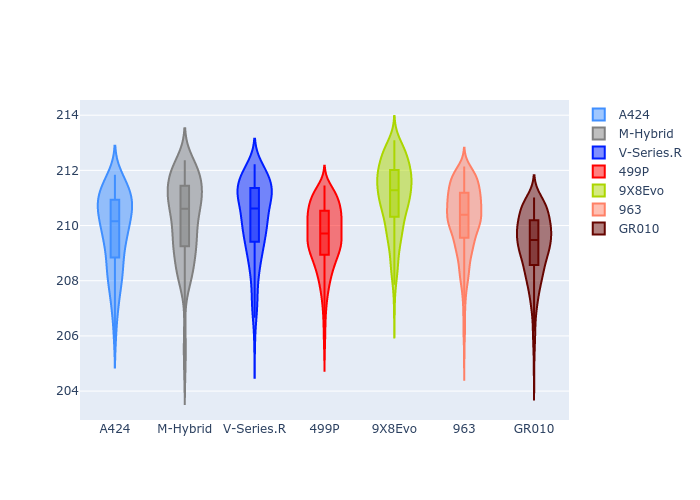 214
212
210
208
206
204
A424
M-Hybrid
V-Series.R
499P
9X8Evo
963
GR010
A424
M-Hybrid
V-Series.R
499P
9X8Evo
963
GR010